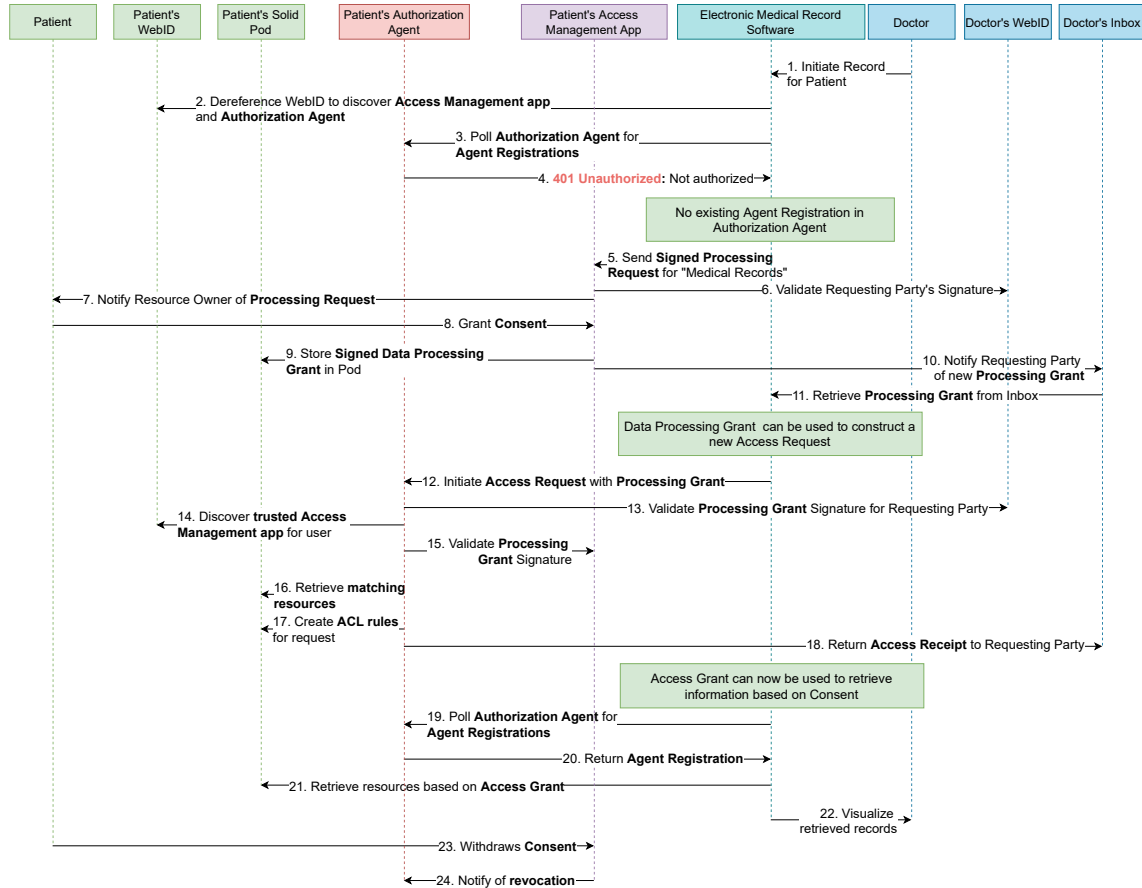 Patient
Patient's
WebID
Patient's Solid
Pod
Patient's Authorization
Agent
Patient's Access
Management App
Electronic Medical Record
Software
Doctor
Doctor's WebID
Doctor's Inbox
1. Initiate Record
for Patient
2. Dereference WebID to discover Access Management app
and Authorization Agent
3. Poll Authorization Agent for
Agent Registrations
4. 401 Unauthorized: Not authorized
No existing Agent Registration in
Authorization Agent
5. Send Signed Processing
Request for "Medical Records"
6. Validate Requesting Party's Signature
7. Notify Resource Owner of Processing Request
8. Grant Consent
9. Store Signed Data Processing
Grant in Pod
10. Notify Requesting Party
of new Processing Grant
11. Retrieve Processing Grant from Inbox
Data Processing Grant can be used to construct a
new Access Request
12. Initiate Access Request with Processing Grant
13. Validate Processing Grant Signature for Requesting Party
14. Discover trusted Access
Management app for user
15. Validate Processing
Grant Signature
16. Retrieve matching
resources
17. Create ACL rules
for request
18. Return Access Receipt to Requesting Party
Access Grant can now be used to retrieve
information based on Consent
19. Poll Authorization Agent for
Agent Registrations
20. Return Agent Registration
21. Retrieve resources based on Access Grant
22. Visualize
retrieved records
23. Withdraws Consent
24. Notify of revocation